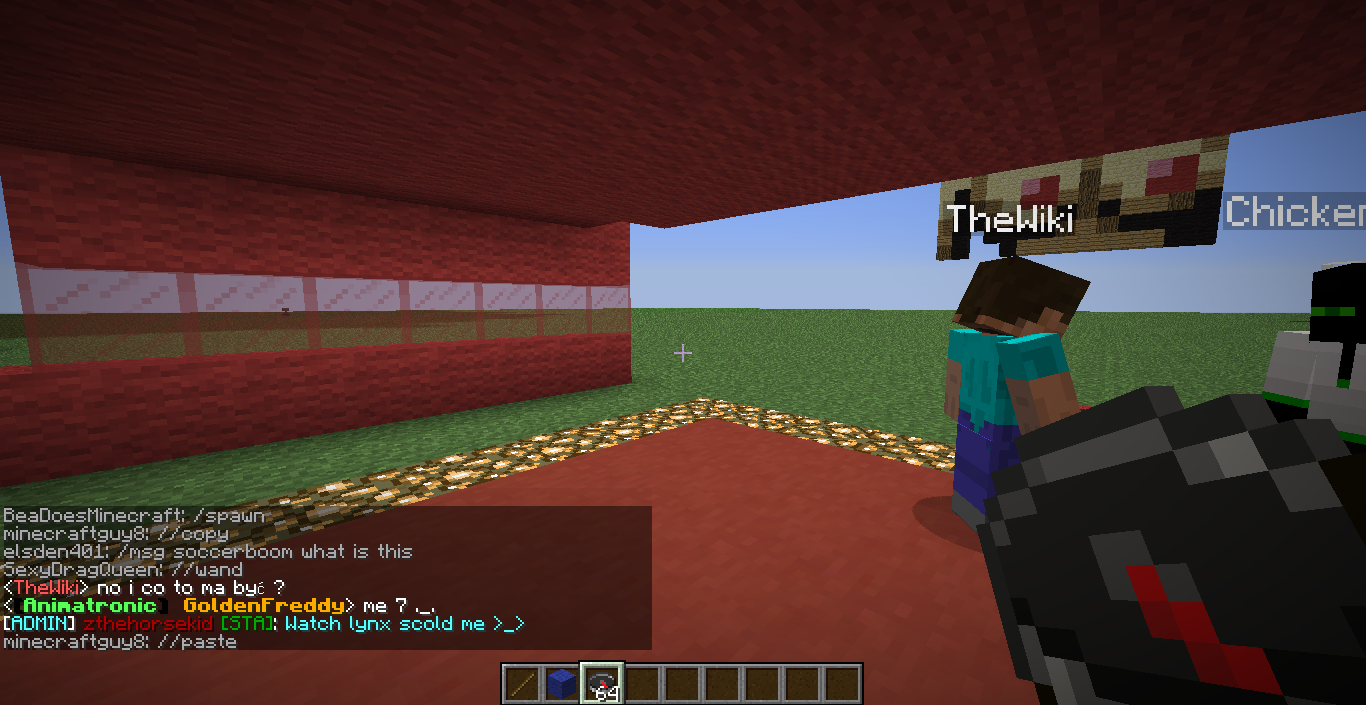 TheWiki
Chicken
BeaDoesMinecraft: /spawn
minecraftguy8: //copy
elsden401: /msg soccerboom what is this
SexyDragQueen: //wand
<TheWiki> no i co to ma być ?
< Animatronic  GoldenFreddy> me ? ._.
[ADMIN] zthehorsekid [STA]: Watch lynx scold me >_>
minecraftguy8: //paste
64